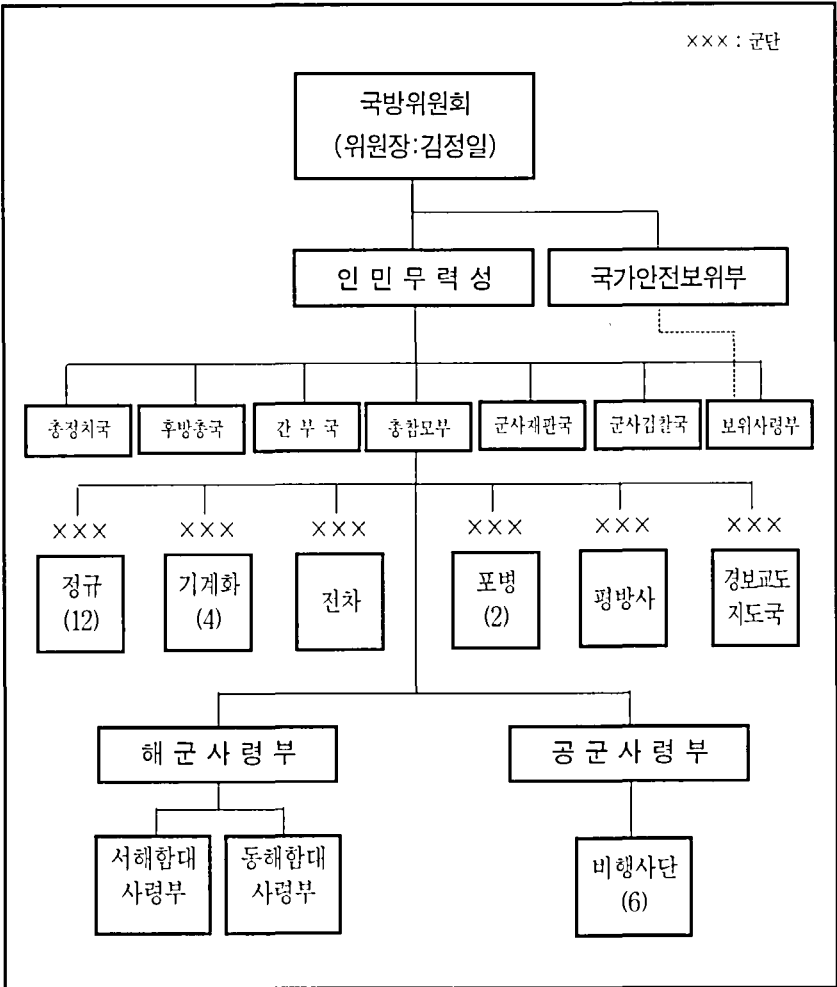 ××× : 군단
국방위원회
(위원장:김정일)
인 민 무 력 성
국가안전보위부
총정치국
후방총국
간 부 국
총참모부
군사재판국
군사검찰국
보위사령부
×××
×××
×××
×××
×××
×××
정규
(12)
기계화
(4)
전차
포병
(2)
평방사
경보교도
지도국
해 군 사 령 부
공 군 사 령 부
서해함대
사령부
동해함대
사령부
비행사단
(6)